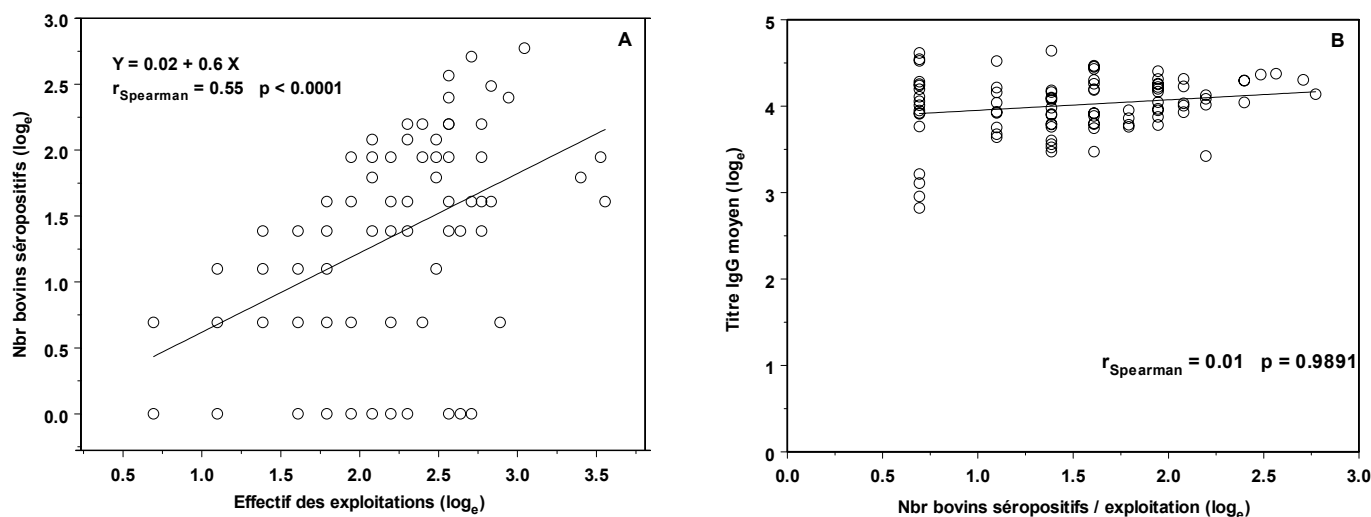 A
Y = 0.02 + 0.6 X
rSpearman = 0.55 p < 0.0001
Nbr bovins séropositifs (loge)
3.0
2.5
2.0
1.5
1.0
0.5
0.0
0.5 1.0 1.5 2.0 2.5 3.0 3.5
Effectif des exploitations (loge)
B
Titre IgG moyen (loge)
5
4
3
2
1
0
rSpearman = 0.01 p = 0.9891
0.0 0.5 1.0 1.5 2.0 2.5 3.0
Nbr bovins séropositifs / exploitation (loge)